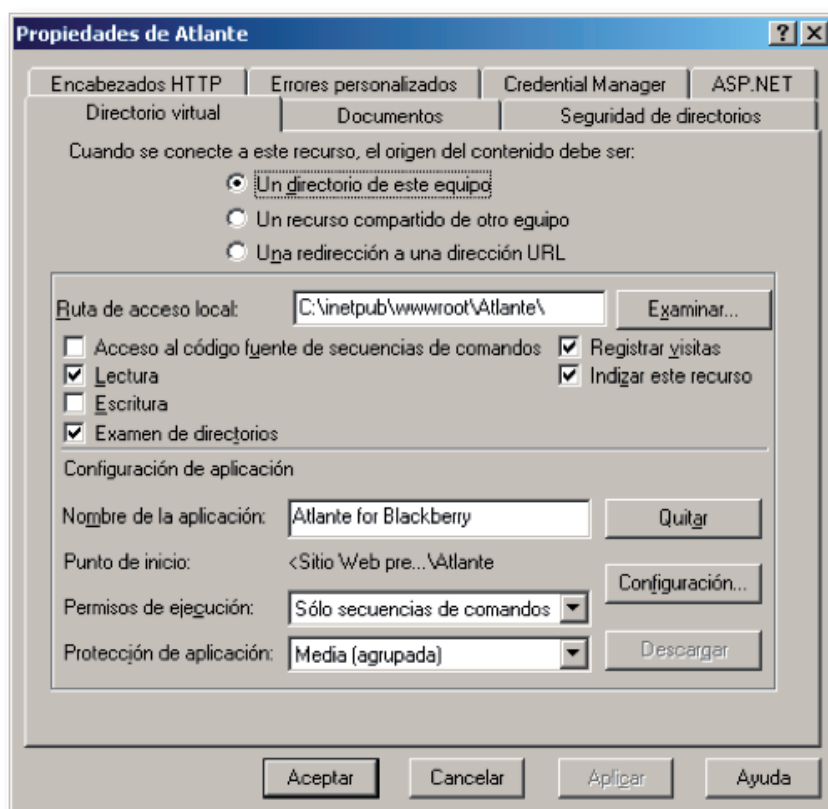 Propiedades de Atlante
Encabezados HTTP Errores personalizados Credential Manager ASP.NET
Directorio virtual Documentos Seguridad de directorios
Cuando se conecte a este recurso, el origen del contenido debe ser:
Un directorio de este equipo
Un recurso compartido de otro equipo
Una redirección a una dirección URL
Ruta de acceso local: C:\inetpub\wwwroot\Atlante\ Examinar...
Acceso al código fuente de secuencias de comandos Registrar visitas
Lectura Indizar este recurso
Escritura
Examen de directorios
Configuración de aplicación
Nombre de la aplicación: Atlante for Blackberry Quitar
Punto de inicio: <Sitio Web pre...\Atlante
Configuración...
Permisos de ejecución: Sólo secuencias de comandos
Protección de aplicación: Media (agrupada) Descargar
Aceptar Cancelar Aplicar Ayuda